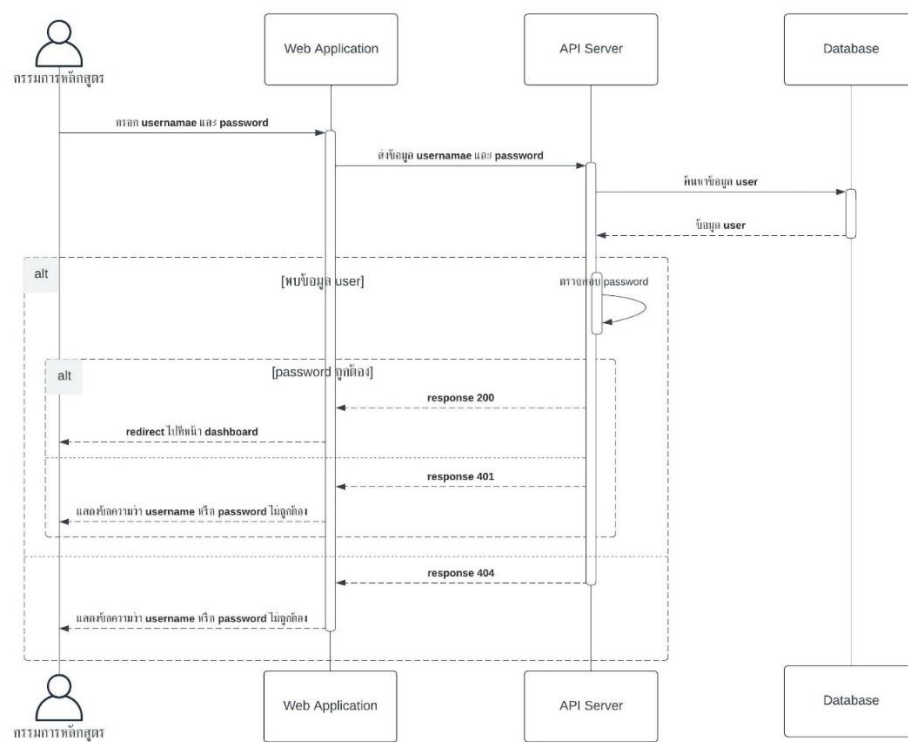 Web Application
API Server
Database
กรรมการหลักสูตร
กรอก usernamae และ password
ส่งข้อมูล usernamae และ password
ค้นหาข้อมูล user
ข้อมูล user
alt
[พบข้อมูล user]
ตรวจสอบ password
alt
[password ถูกต้อง]
response 200
redirect ไปที่หน้า dashboard
response 401
แสดงข้อความว่า username หรือ password ไม่ถูกต้อง
response 404
แสดงข้อความว่า username หรือ password ไม่ถูกต้อง
Web Application
API Server
Database
กรรมการหลักสูตร